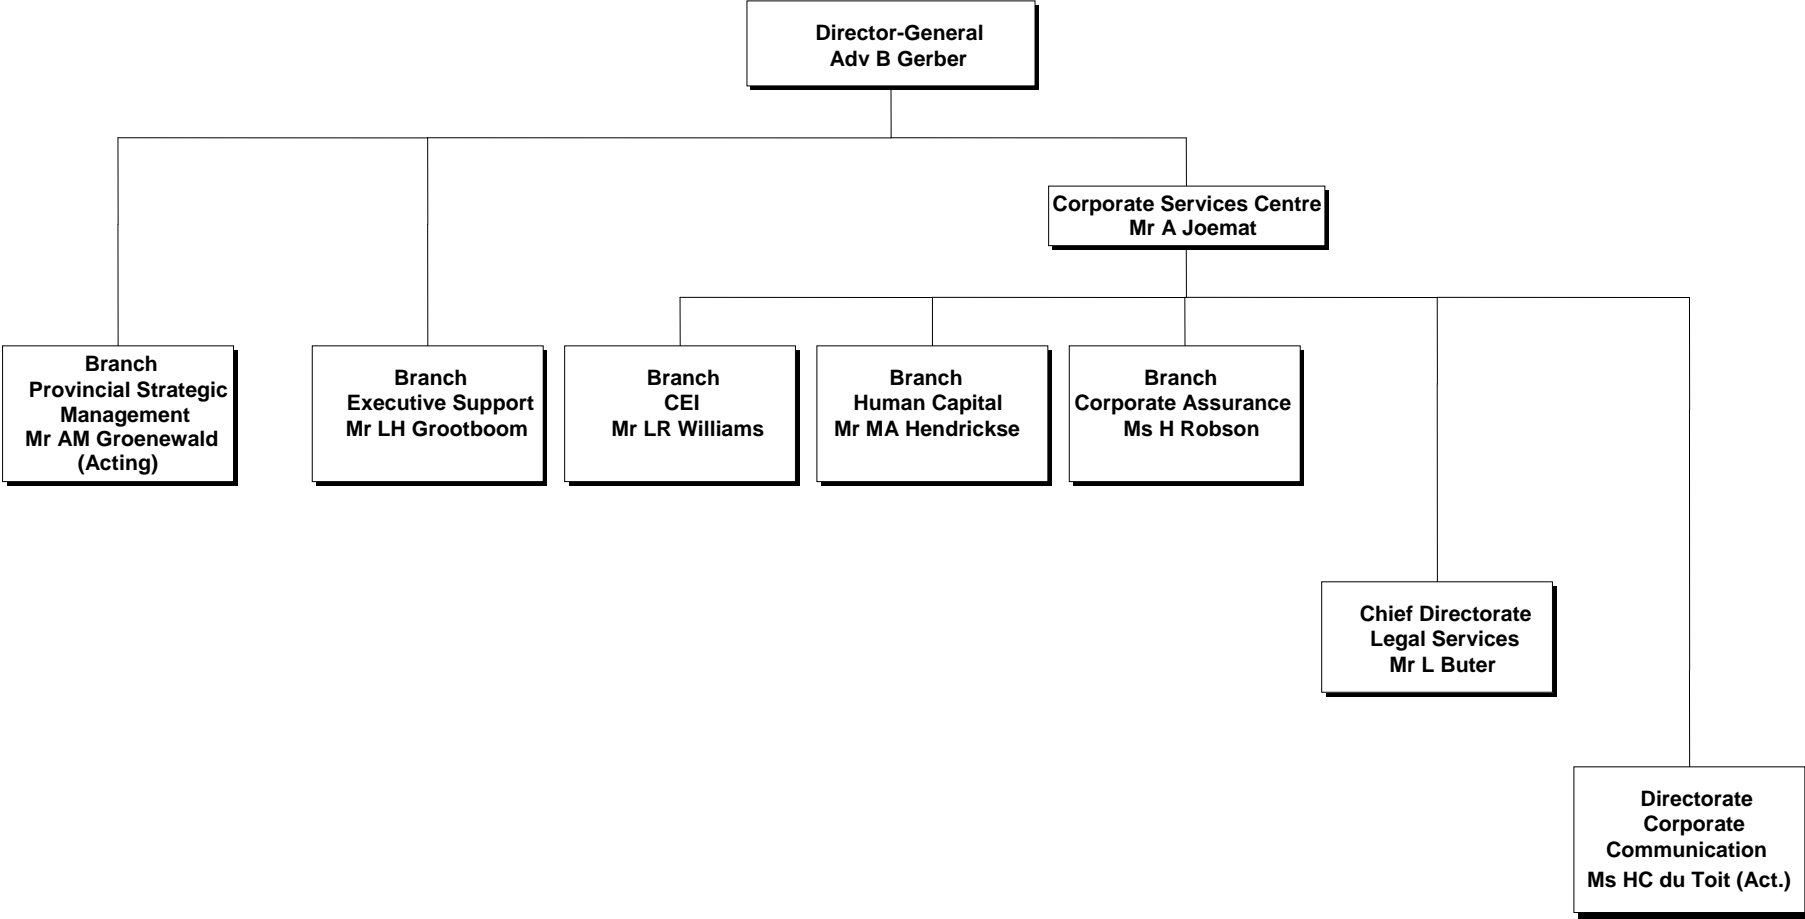 Director-General
Adv B Gerber
Corporate Services Centre
Mr A Joemat
Branch
Provincial Strategic
Management
Mr AM Groenewald
(Acting)
Branch
Executive Support
Mr LH Grootboom
Branch
CEI
Mr LR Williams
Branch
Human Capital
Mr MA Hendrickse
Branch
Corporate Assurance
Ms H Robson
Chief Directorate
Legal Services
Mr L Buter
Directorate
Corporate
Communication
Ms HC du Toit (Act.)